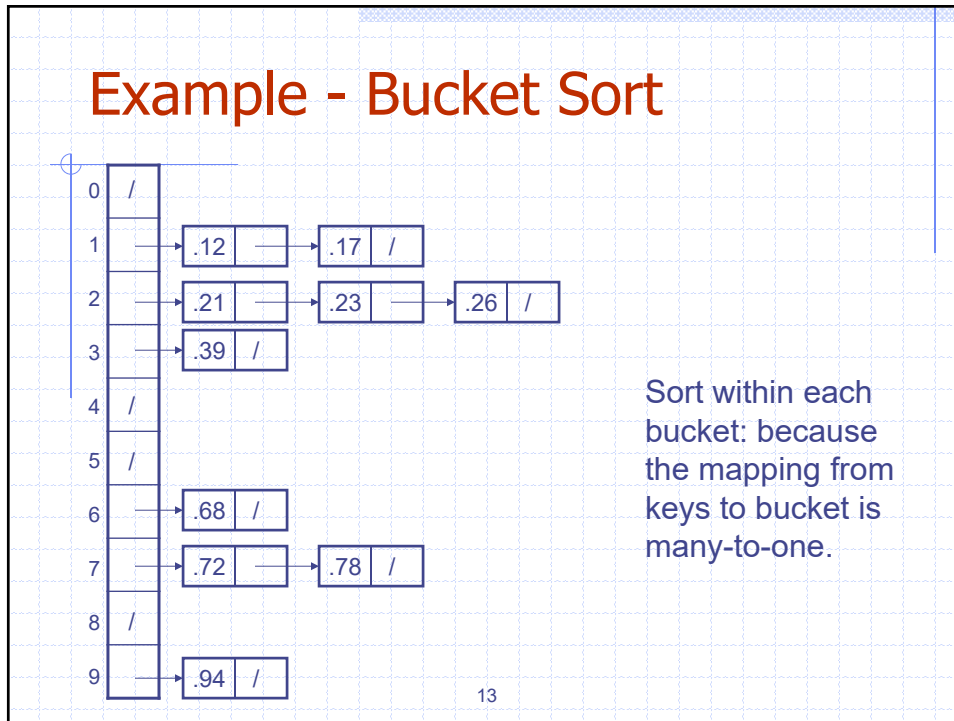 Example - Bucket Sort
0 /
1 .12 .17 /
2 .21 .23 .26 /
3 .39 /
4 /
5 /
6 .68 /
7 .72 .78 /
8 /
9 .94 /
Sort within each
bucket: because
the mapping from
keys to bucket is
many-to-one.
13